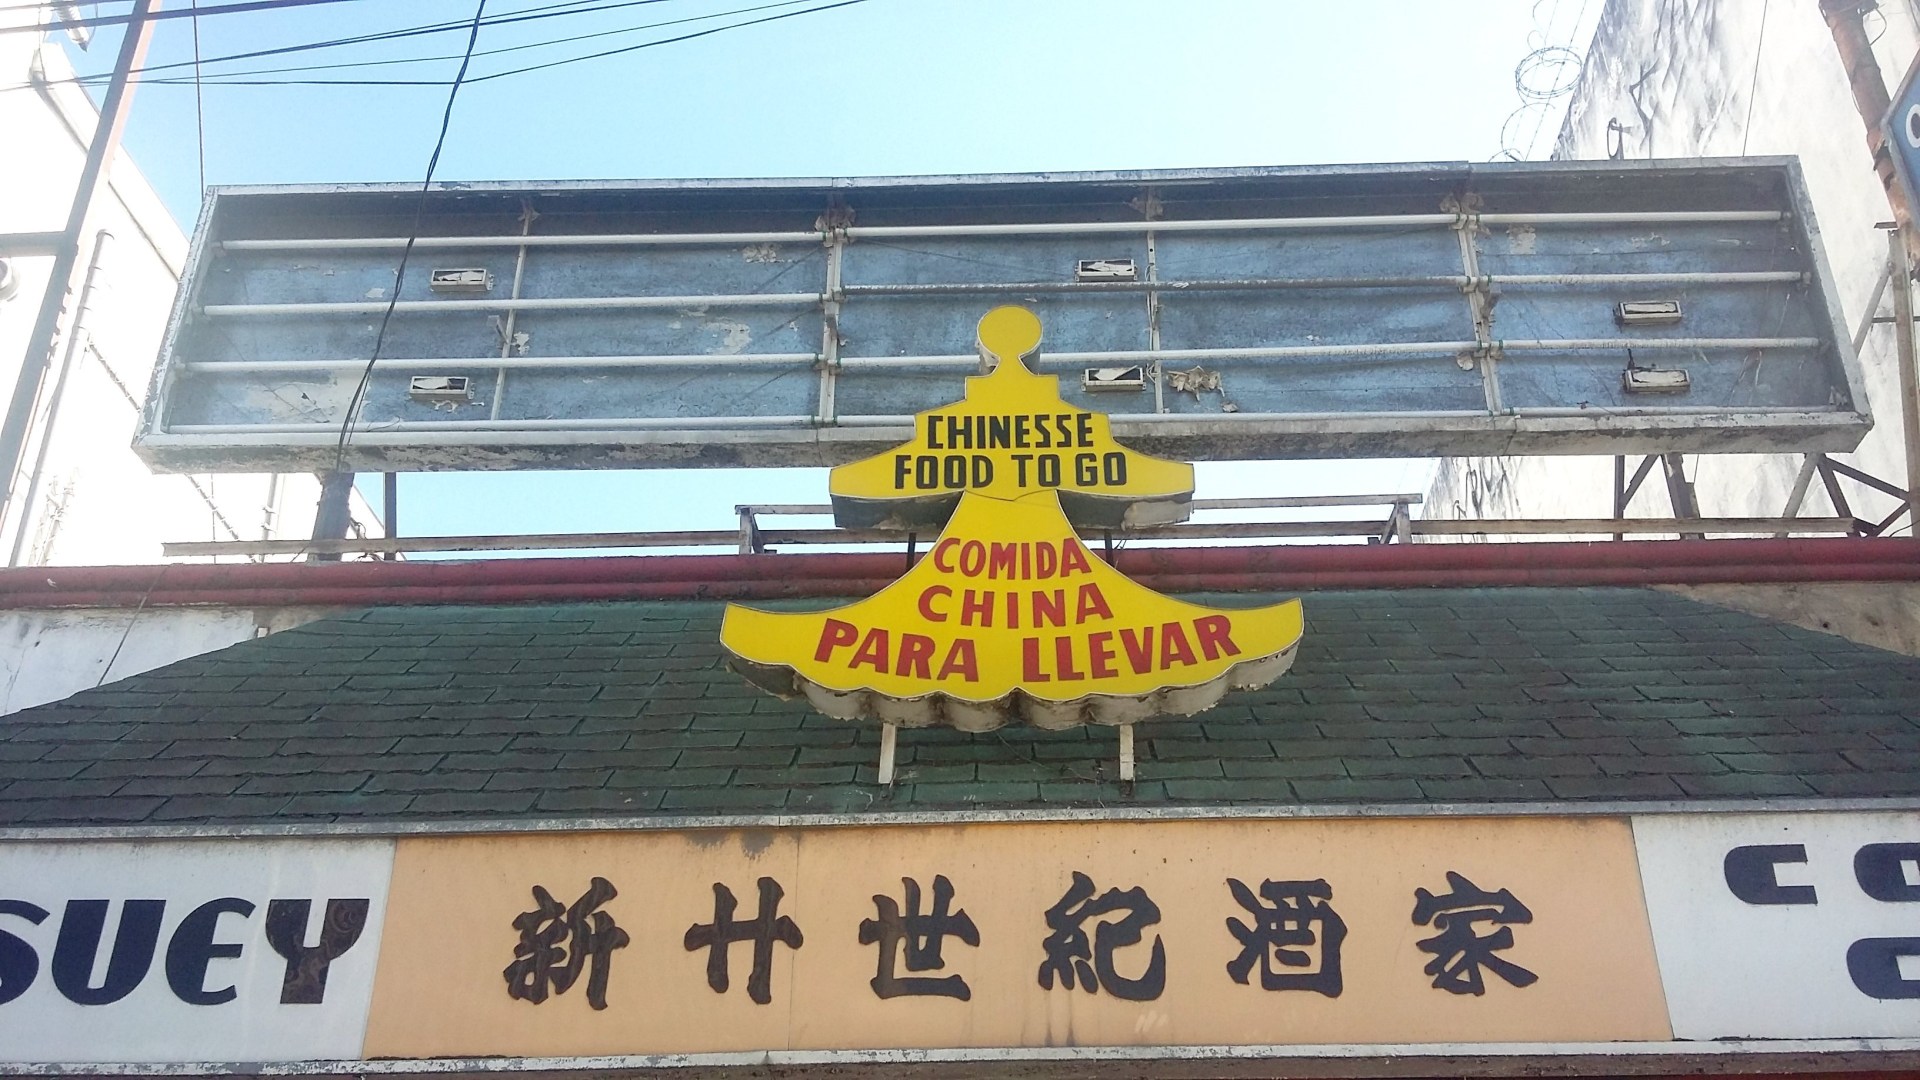 CHINESSE
FOOD TO GO
COMIDA
CHINA
PARA LLEVAR
SUEY
新廿世紀酒家